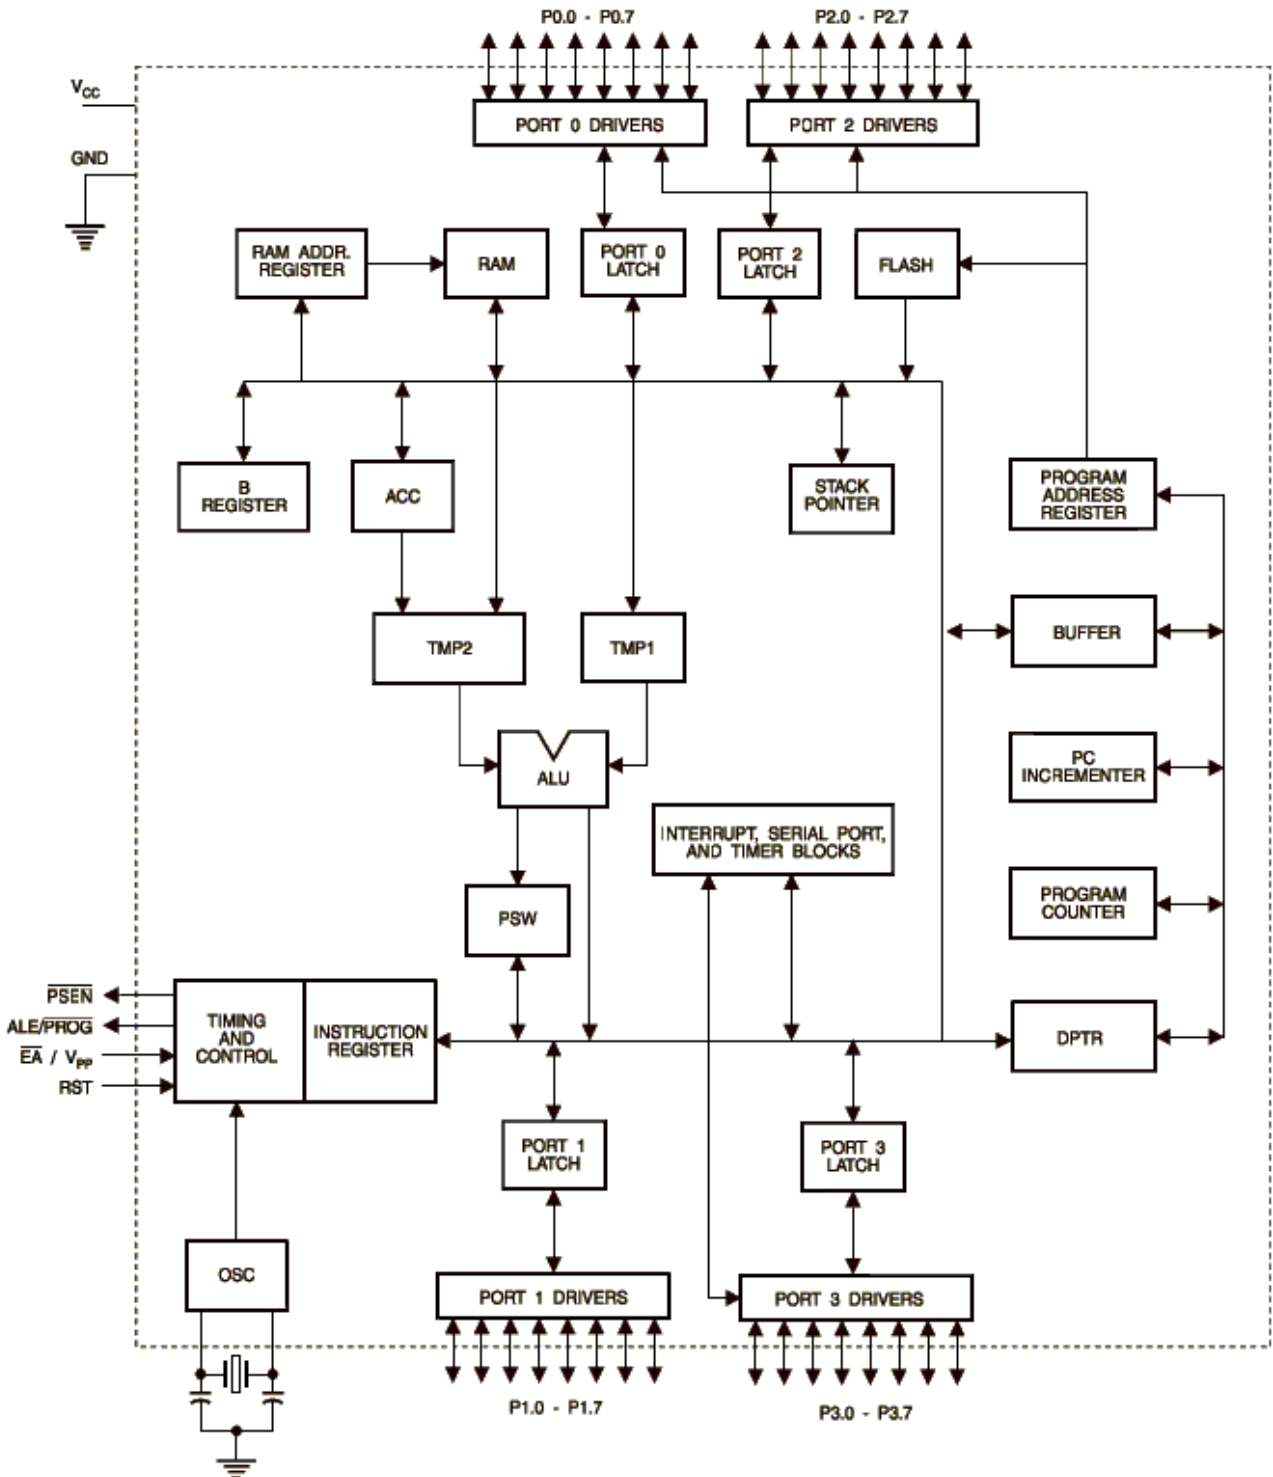 P0.0 - P0.7
P2.0 - P2.7
VCC
PORT 0 DRIVERS
PORT 2 DRIVERS
GND
RAM ADDR.
REGISTER
RAM
PORT 0
LATCH
PORT 2
LATCH
FLASH
B
REGISTER
ACC
STACK
POINTER
PROGRAM
ADDRESS
REGISTER
TMP2
TMP1
BUFFER
ALU
PC
INCREMENTER
INTERRUPT, SERIAL PORT,
AND TIMER BLOCKS
PSW
PROGRAM
COUNTER
PSEN
ALE/PROG
EA / VPP
RST
TIMING
AND
CONTROL
INSTRUCTION
REGISTER
DPTR
PORT 1
LATCH
PORT 3
LATCH
OSC
PORT 1 DRIVERS
PORT 3 DRIVERS
P1.0 - P1.7
P3.0 - P3.7